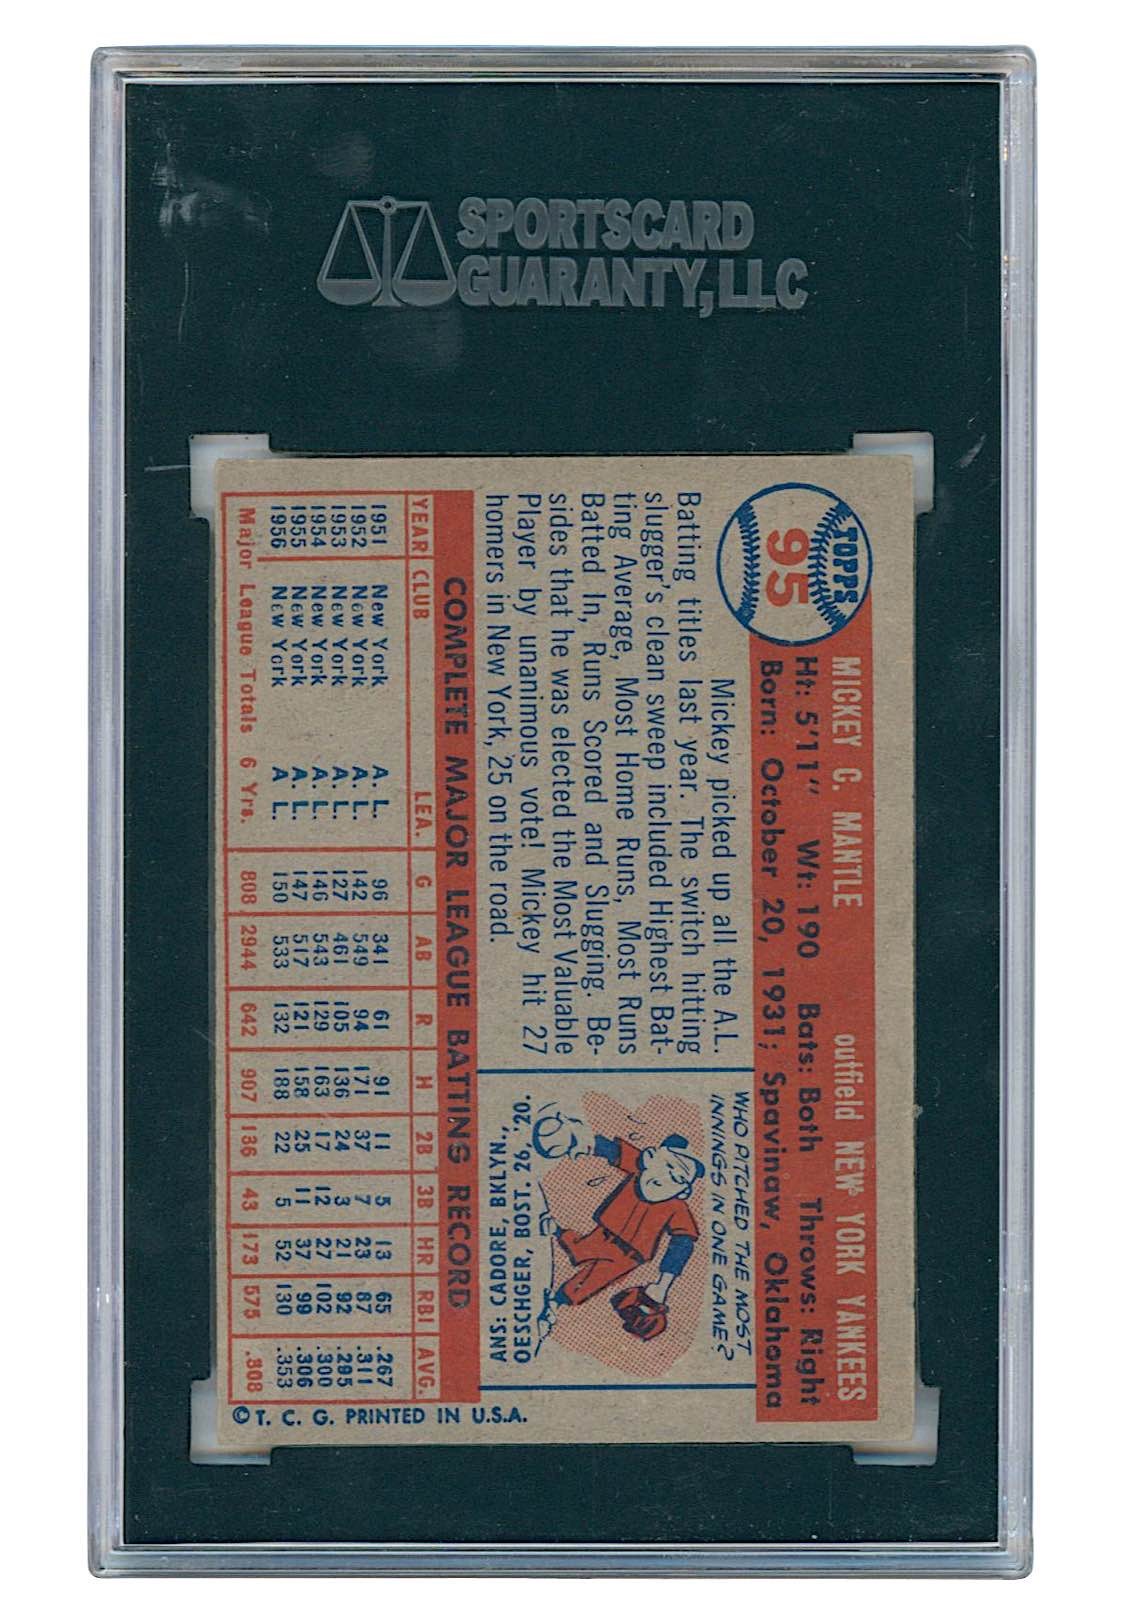 SPORTSCARD
GUARANTY, LLC
TOPPS
95
MICKEY C. MANTLE outfield NEW YORK YANKEES
Ht: 5'11" Wt: 190 Bats: Both Throws: Right
Born: October 20, 1931; Spavinaw, Oklahoma
Mickey picked up all the A.L.
Batting titles last year. The switch hitting
slugger's clean sweep included Highest Bat-
ting Average, Most Home Runs, Most Runs
Batted In, Runs Scored and Slugging. Be-
sides that he was elected the Most Valuable
Player by unanimous vote! Mickey hit 27
homers in New York, 25 on the road.
WHO PITCHED THE MOST
INNINGS IN ONE GAME?
ANS: CADORE, BKLYN.,
OESCHGER, BOST. 26, '20.
COMPLETE MAJOR LEAGUE BATTING RECORD
YEAR CLUB LEA. G AB R H 2B 3B HR RBI AVG.
1951 New York A. L. 96 341 61 91 11 5 13 65 .267
1952 New York A. L. 142 549 94 171 37 7 23 87 .311
1953 New York A. L. 127 461 105 136 24 3 21 92 .295
1954 New York A. L. 146 543 129 163 17 12 27 102 .300
1955 New York A. L. 147 517 121 158 25 11 37 99 .306
1956 New York A. L. 150 533 132 188 22 5 52 130 .353
Major League Totals 6 Yrs. 808 2944 642 907 136 43 173 575 .308
© T. C. G. PRINTED IN U.S.A.